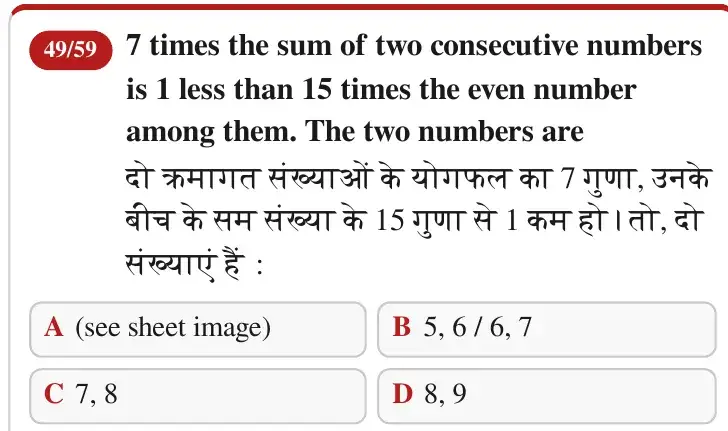 49/59 7 times the sum of two consecutive numbers
is 1 less than 15 times the even number
among them. The two numbers are
दो क्रमागत संख्याओं के योगफल का 7 गुणा, उनके
बीच के सम संख्या के 15 गुणा से 1 कम हो। तो, दो
संख्याएं हैं :
A (see sheet image)
B 5, 6 / 6, 7
C 7, 8
D 8, 9